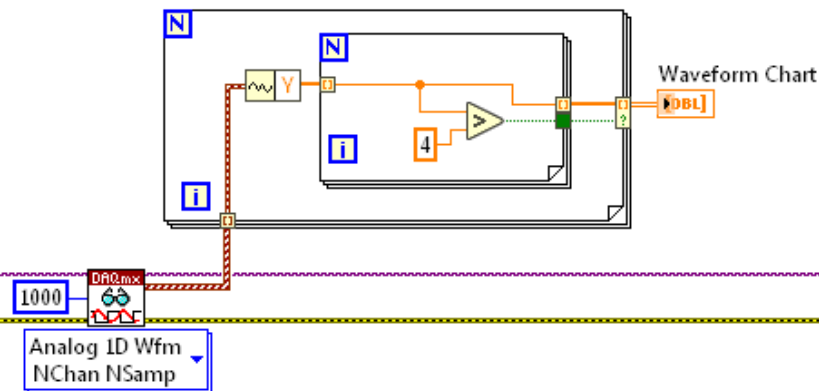 N
N
Waveform Chart
Y
DBL]
>
?
4
i
i
DAQmx
1000
Analog 1D Wfm
NChan NSamp